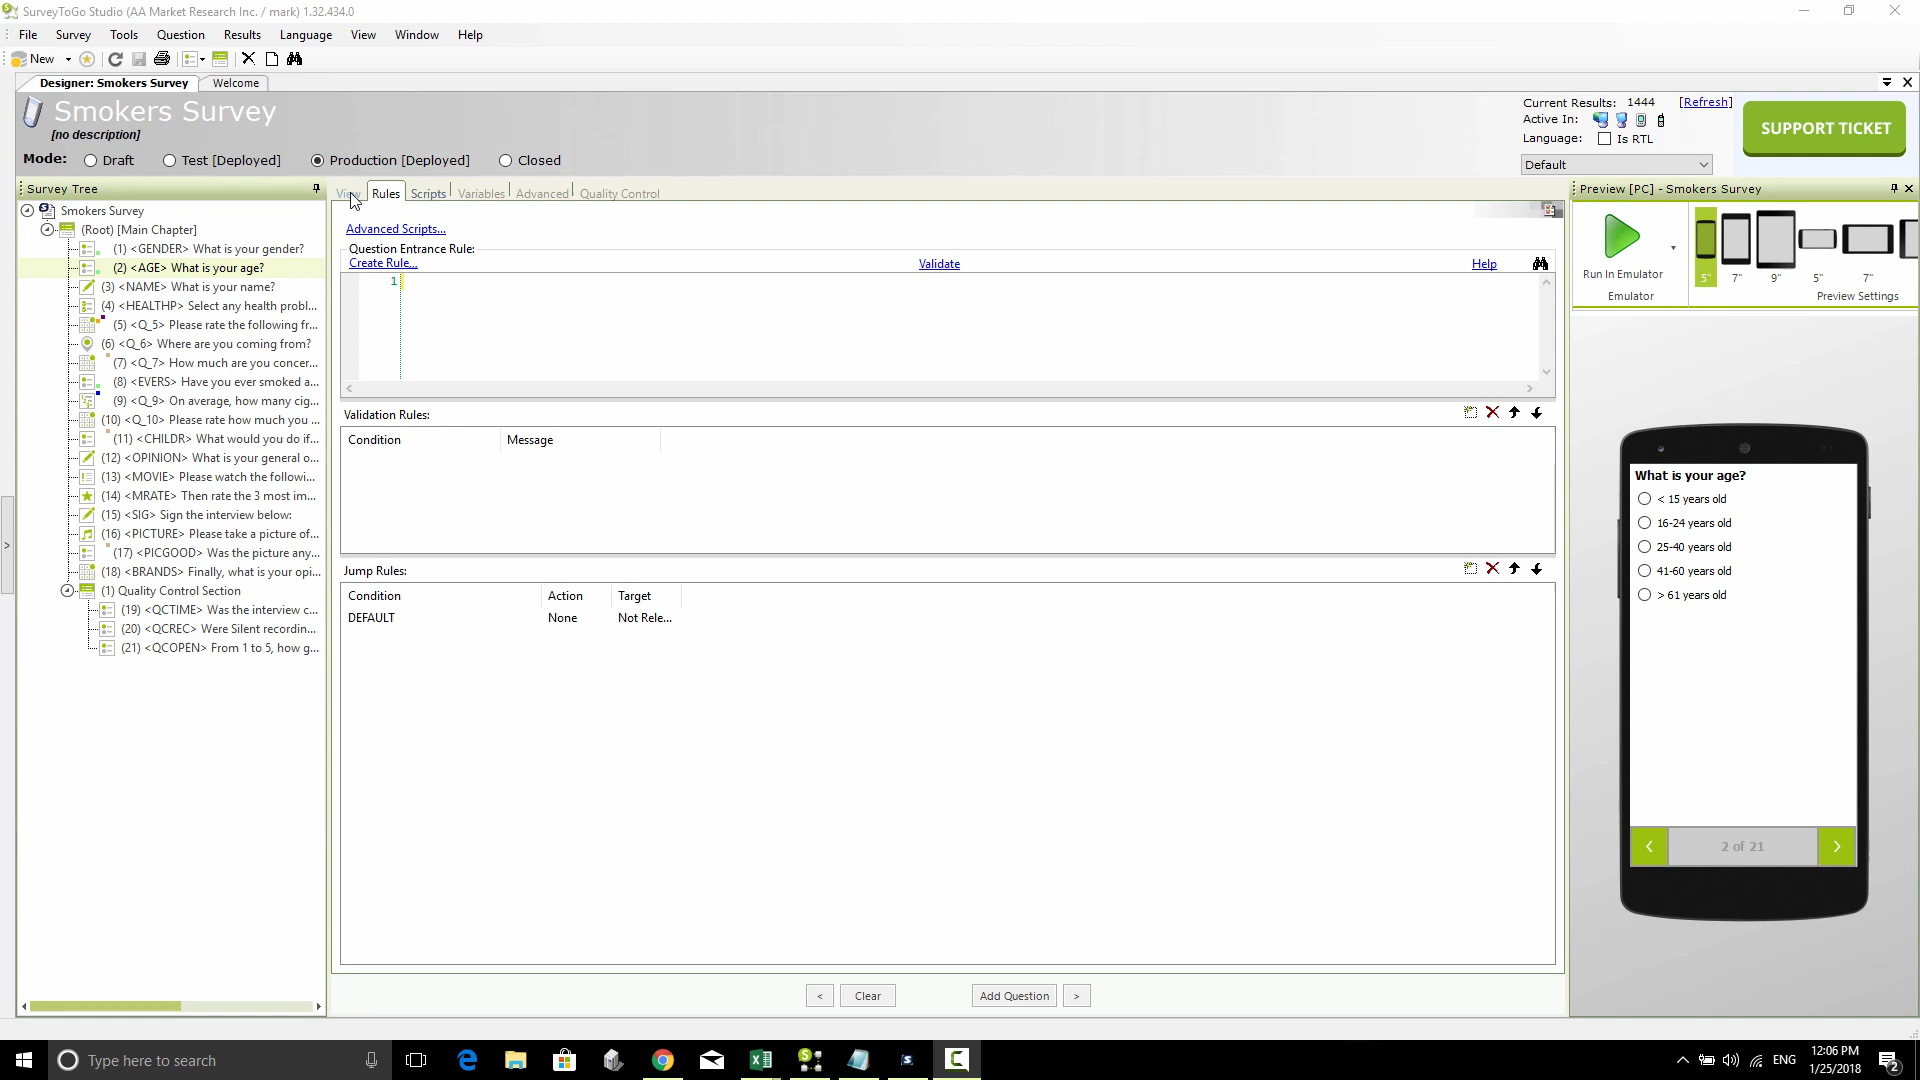 SurveyToGo Studio (AA Market Research Inc. / mark) 1.32.434.0
File Survey Tools Question Results Language View Window Help
New
Designer: Smokers Survey Welcome
Smokers Survey
[no description]
Mode: Draft Test [Deployed] Production [Deployed] Closed
Current Results: 1444 [Refresh]
Active In:
Language: Is RTL
Default
SUPPORT TICKET
Survey Tree
Smokers Survey
(Root) [Main Chapter]
(1) <GENDER> What is your gender?
(2) <AGE> What is your age?
(3) <NAME> What is your name?
(4) <HEALTHP> Select any health probl...
(5) <Q_5> Please rate the following fr...
(6) <Q_6> Where are you coming from?
(7) <Q_7> How much are you concer...
(8) <EVERS> Have you ever smoked a...
(9) <Q_9> On average, how many cig...
(10) <Q_10> Please rate how much you ...
(11) <CHILDR> What would you do if...
(12) <OPINION> What is your general o...
(13) <MOVIE> Please watch the followi...
(14) <MRATE> Then rate the 3 most im...
(15) <SIG> Sign the interview below:
(16) <PICTURE> Please take a picture of...
(17) <PICGOOD> Was the picture any...
(18) <BRANDS> Finally, what is your opi...
(1) Quality Control Section
(19) <QCTIME> Was the interview c...
(20) <QCREC> Were Silent recordin...
(21) <QCOPEN> From 1 to 5, how g...
View Rules Scripts Variables Advanced Quality Control
Advanced Scripts...
Question Entrance Rule:
Create Rule... Validate Help
1
Validation Rules:
Condition Message
Jump Rules:
Condition Action Target
DEFAULT None Not Rele...
< Clear Add Question >
Preview [PC] - Smokers Survey
Run In Emulator
Emulator
5" 7" 9" 5" 7"
Preview Settings
What is your age?
< 15 years old
16-24 years old
25-40 years old
41-60 years old
> 61 years old
2 of 21
Type here to search
ENG
12:06 PM
1/25/2018
2